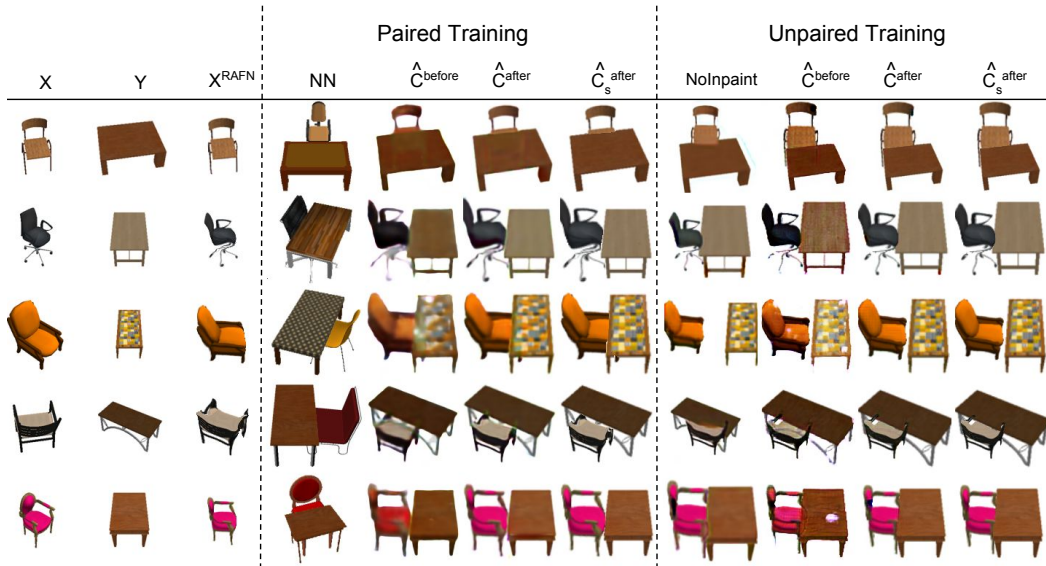 Paired Training Unpaired Training
X Y X^RAFN NN Ĉ^before Ĉ^after Ĉ_s^after NoInpaint Ĉ^before Ĉ^after Ĉ_s^after